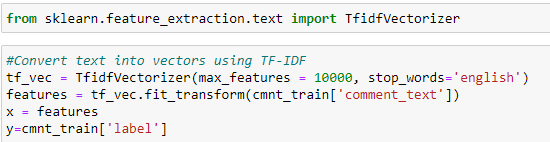 from sklearn.feature_extraction.text import TfidfVectorizer
#Convert text into vectors using TF-IDF
tf_vec = TfidfVectorizer(max_features = 10000, stop_words='english')
features = tf_vec.fit_transform(cmnt_train['comment_text'])
x = features
y=cmnt_train['label']